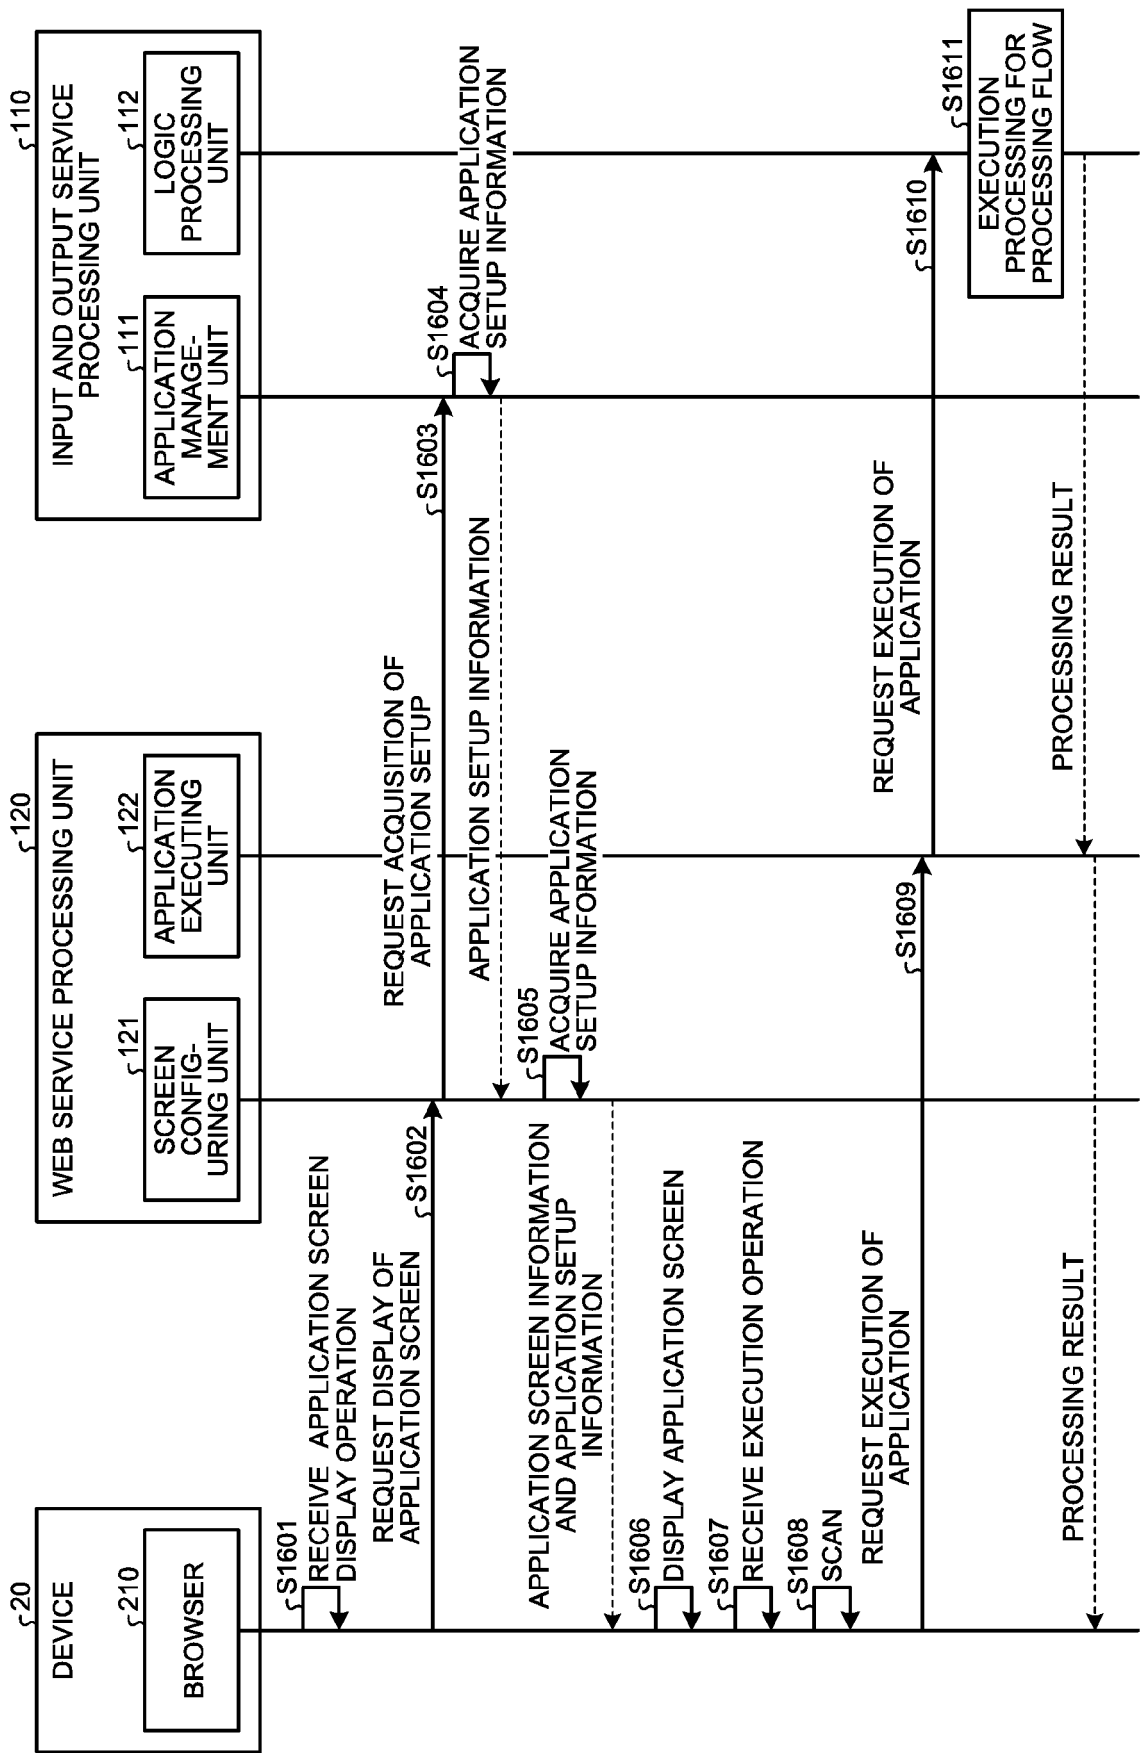 20
DEVICE
210
BROWSER
120
WEB SERVICE PROCESSING UNIT
121
SCREEN
CONFIG-
URING UNIT
122
APPLICATION
EXECUTING
UNIT
110
INPUT AND OUTPUT SERVICE
PROCESSING UNIT
111
APPLICATION
MANAGE-
MENT UNIT
112
LOGIC
PROCESSING
UNIT
S1601
RECEIVE APPLICATION SCREEN
DISPLAY OPERATION
REQUEST DISPLAY OF
APPLICATION SCREEN
S1602
REQUEST ACQUISITION OF
APPLICATION SETUP
S1603
S1604
ACQUIRE APPLICATION
SETUP INFORMATION
APPLICATION SETUP INFORMATION
S1605
ACQUIRE APPLICATION
SETUP INFORMATION
APPLICATION SCREEN INFORMATION
AND APPLICATION SETUP
INFORMATION
S1606
DISPLAY APPLICATION SCREEN
S1607
RECEIVE EXECUTION OPERATION
S1608
SCAN
REQUEST EXECUTION OF
APPLICATION
S1609
REQUEST EXECUTION OF
APPLICATION
S1610
S1611
EXECUTION
PROCESSING FOR
PROCESSING FLOW
PROCESSING RESULT
PROCESSING RESULT